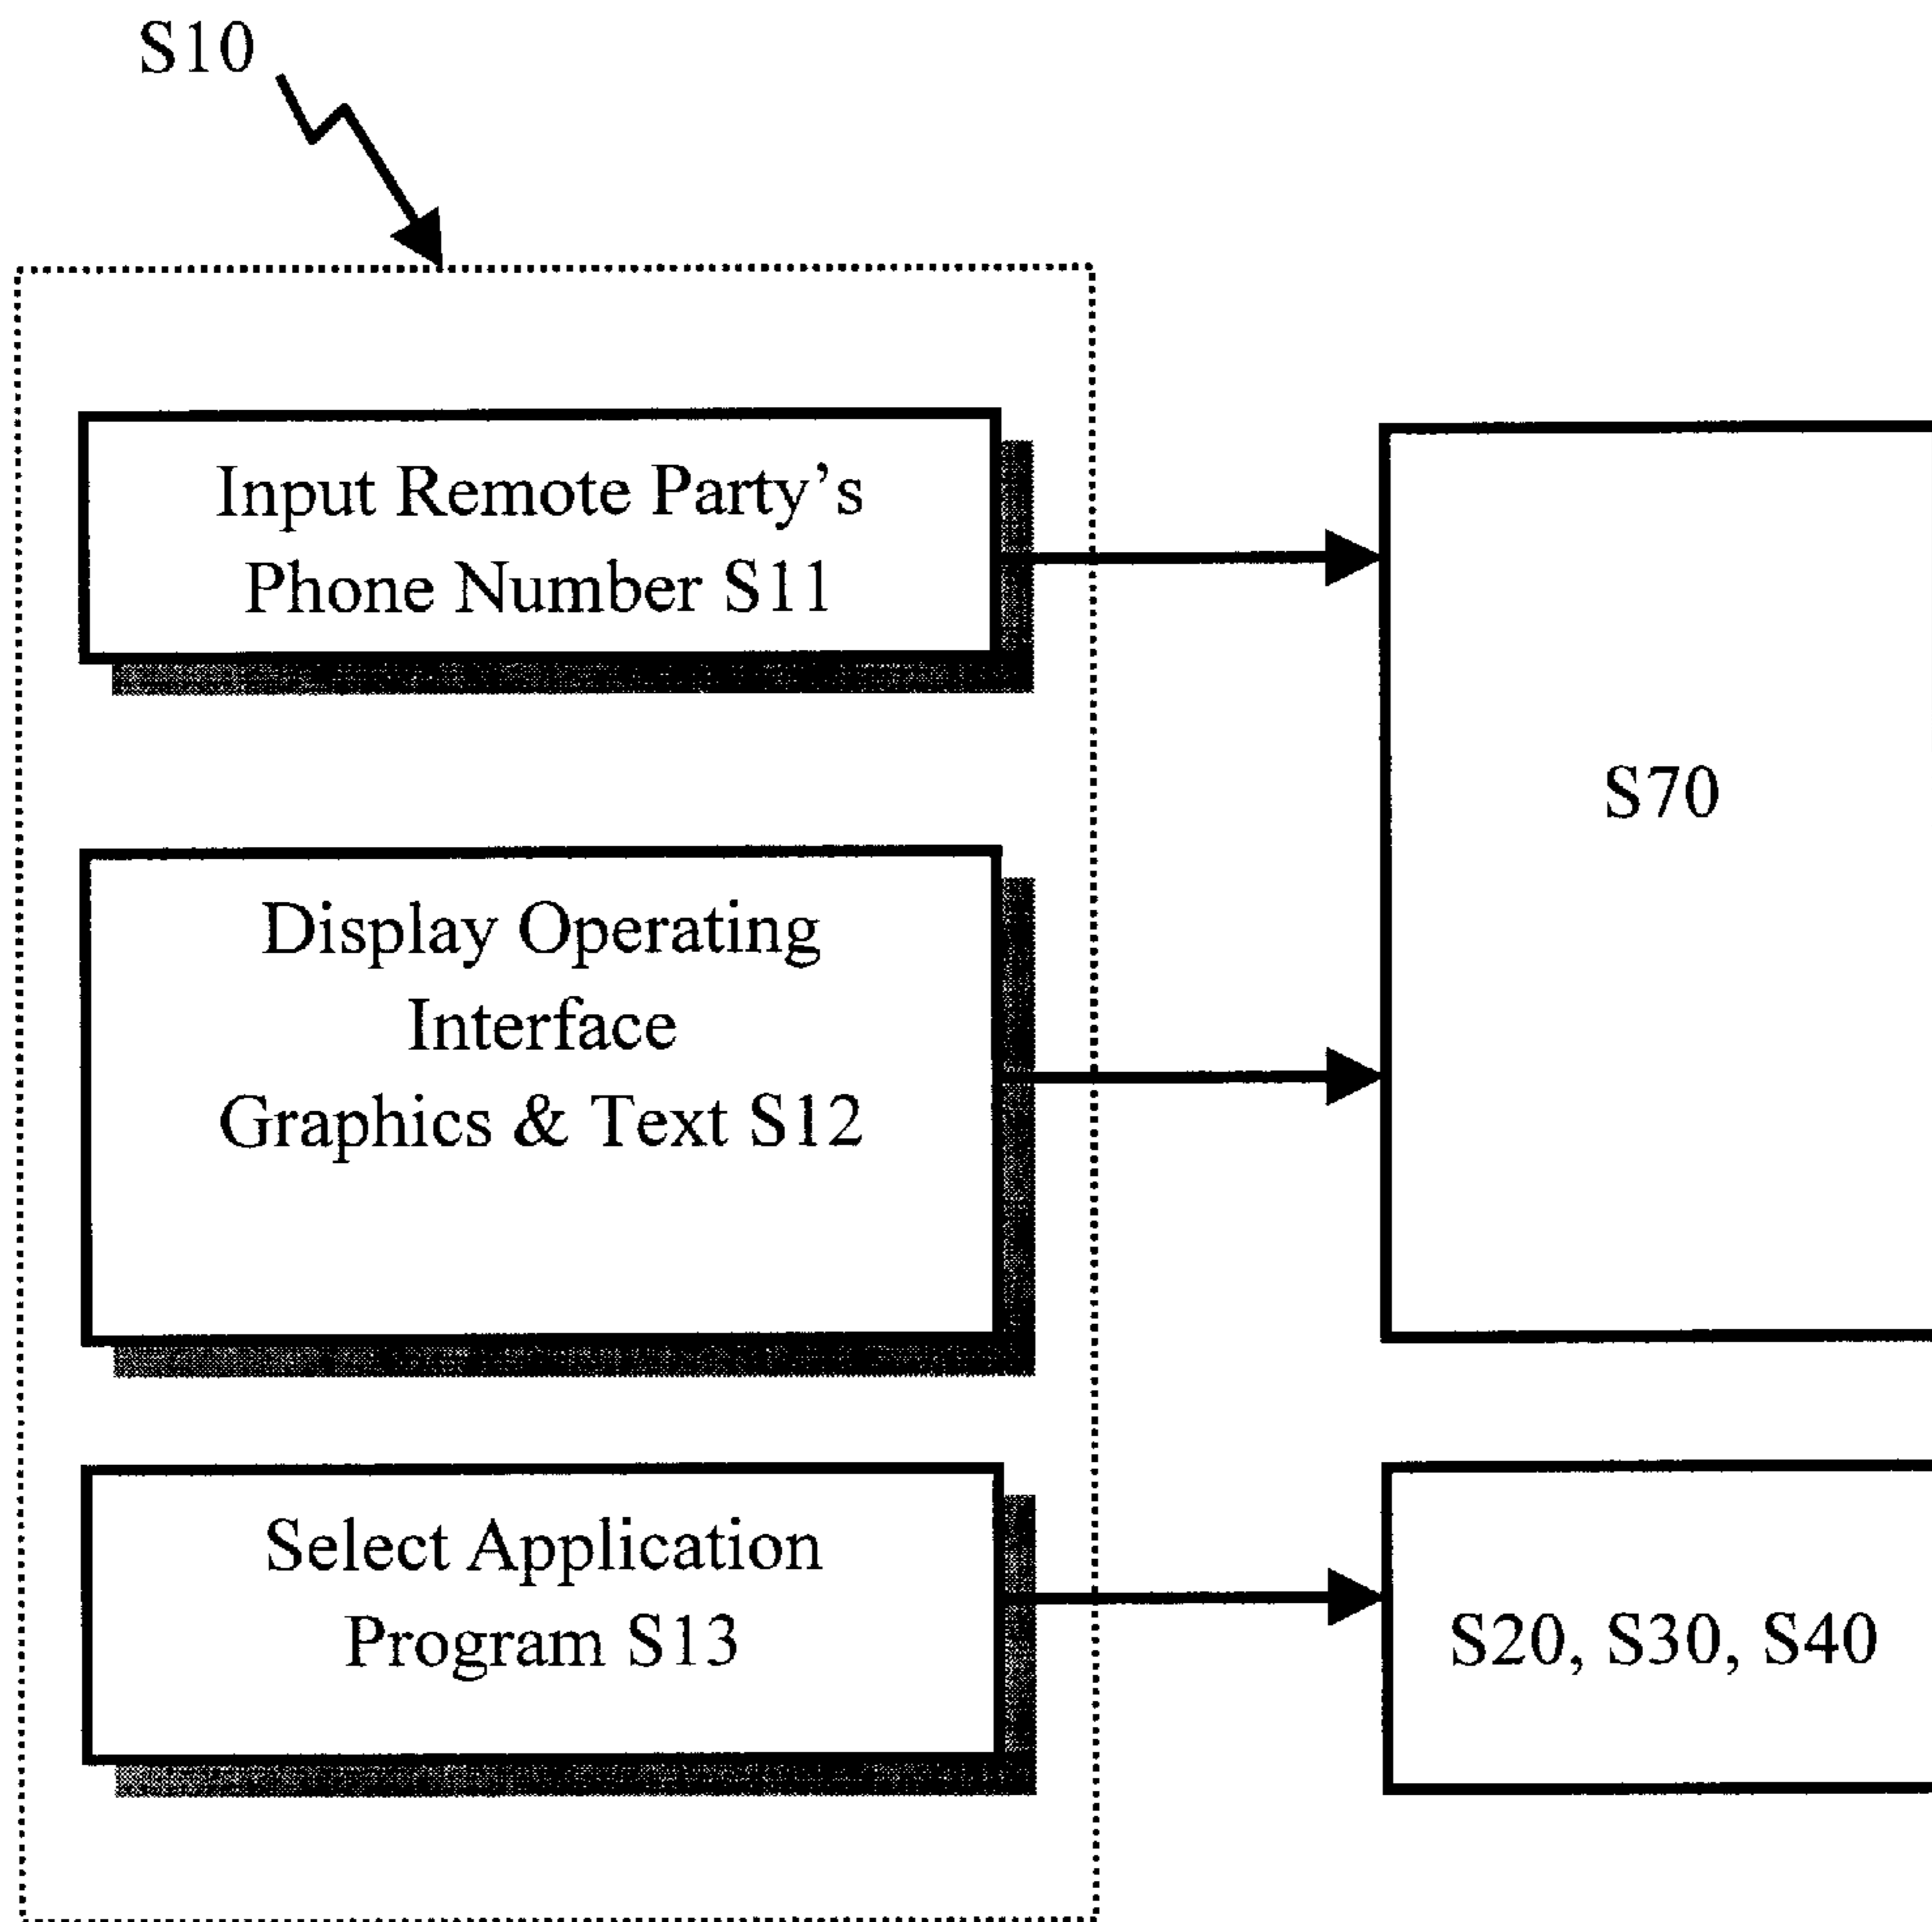 S10
Input Remote Party’s
Phone Number S11
S70
Display Operating
Interface
Graphics & Text S12
Select Application
Program S13
S20, S30, S40